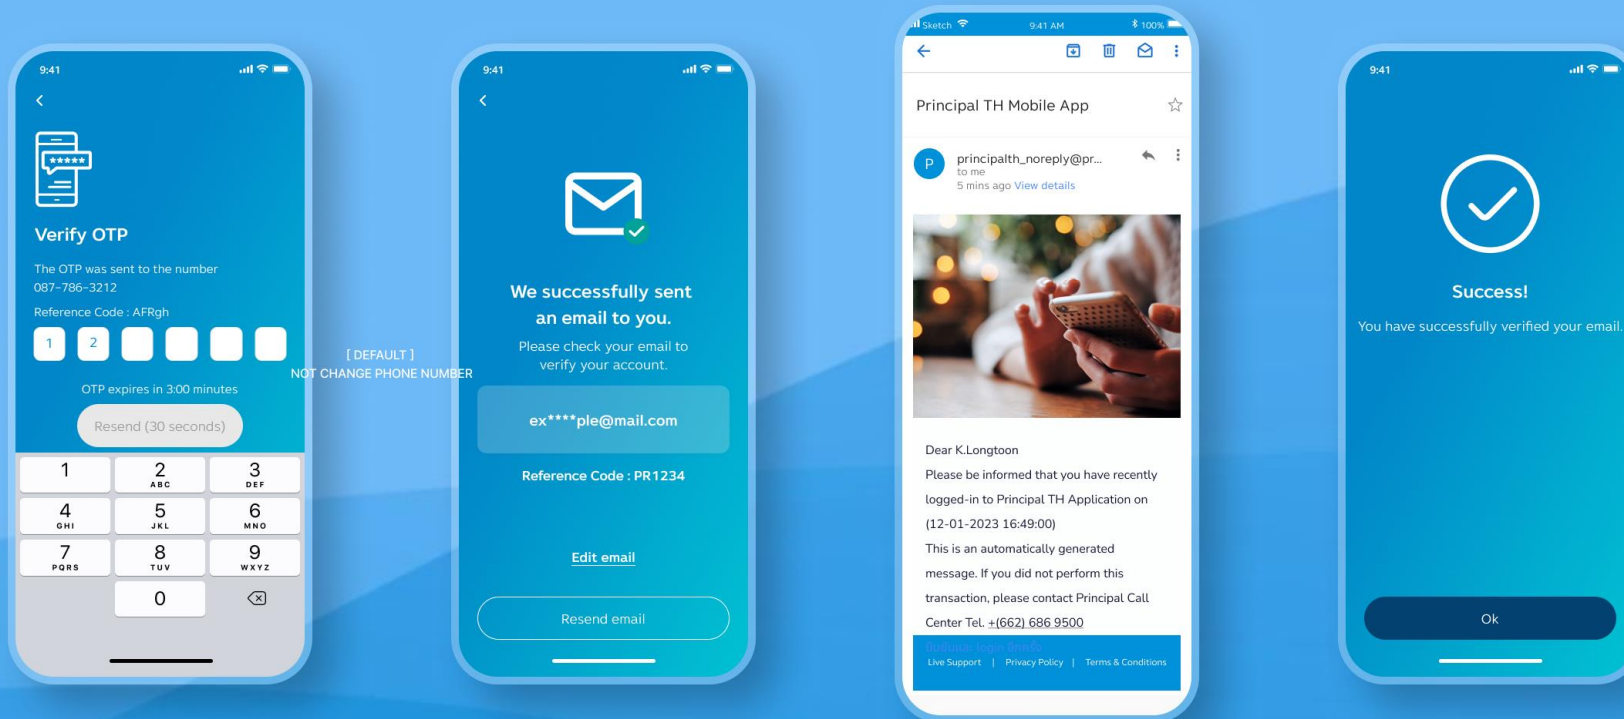 9:41
*****
Verify OTP
The OTP was sent to the number
087-786-3212
Reference Code : AFRgh
1 2
OTP expires in 3:00 minutes
Resend (30 seconds)
1
2
ABC
3
DEF
4
GHI
5
JKL
6
MNO
7
PQRS
8
TUV
9
WXYZ
0
[ DEFAULT ]
NOT CHANGE PHONE NUMBER
9:41
We successfully sent
an email to you.
Please check your email to
verify your account.
ex****ple@mail.com
Reference Code : PR1234
Edit email
Resend email
Sketch 9:41 AM 100%
Principal TH Mobile App
P
principalth_noreply@pr...
to me
5 mins ago View details
Dear K.Longtoon
Please be informed that you have recently
logged-in to Principal TH Application on
(12-01-2023 16:49:00)
This is an automatically generated
message. If you did not perform this
transaction, please contact Principal Call
Center Tel. +(662) 686 9500
login
Live Support | Privacy Policy | Terms & Conditions
9:41
Success!
You have successfully verified your email.
Ok